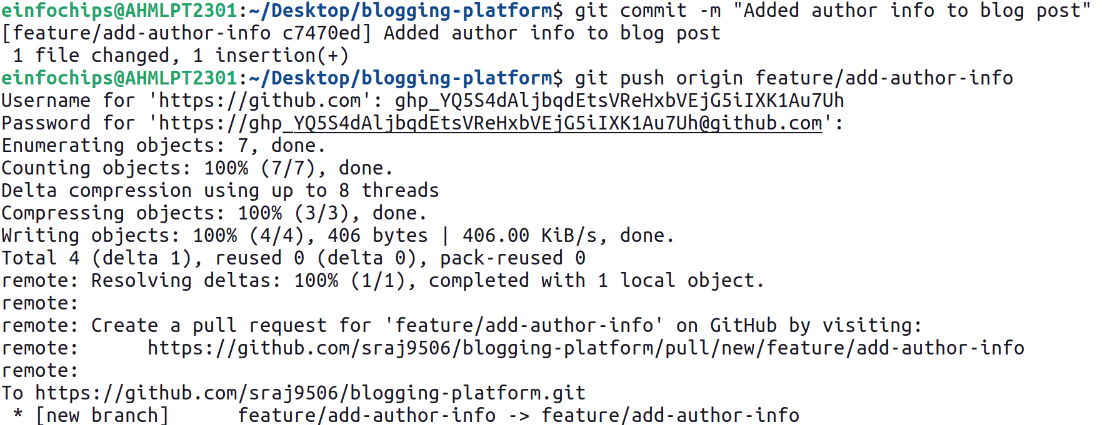 einfochips@AHMLPT2301:~/Desktop/blogging-platform$ git commit -m "Added author info to blog post"
[feature/add-author-info c7470ed] Added author info to blog post
 1 file changed, 1 insertion(+)
einfochips@AHMLPT2301:~/Desktop/blogging-platform$ git push origin feature/add-author-info
Username for 'https://github.com': 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
Password for 'https://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@github.com':
Enumerating objects: 7, done.
Counting objects: 100% (7/7), done.
Delta compression using up to 8 threads
Compressing objects: 100% (3/3), done.
Writing objects: 100% (4/4), 406 bytes | 406.00 KiB/s, done.
Total 4 (delta 1), reused 0 (delta 0), pack-reused 0
remote: Resolving deltas: 100% (1/1), completed with 1 local object.
remote:
remote: Create a pull request for 'feature/add-author-info' on GitHub by visiting:
remote:      https://github.com/sraj9506/blogging-platform/pull/new/feature/add-author-info
remote:
To https://github.com/sraj9506/blogging-platform.git
 * [new branch]      feature/add-author-info -> feature/add-author-info